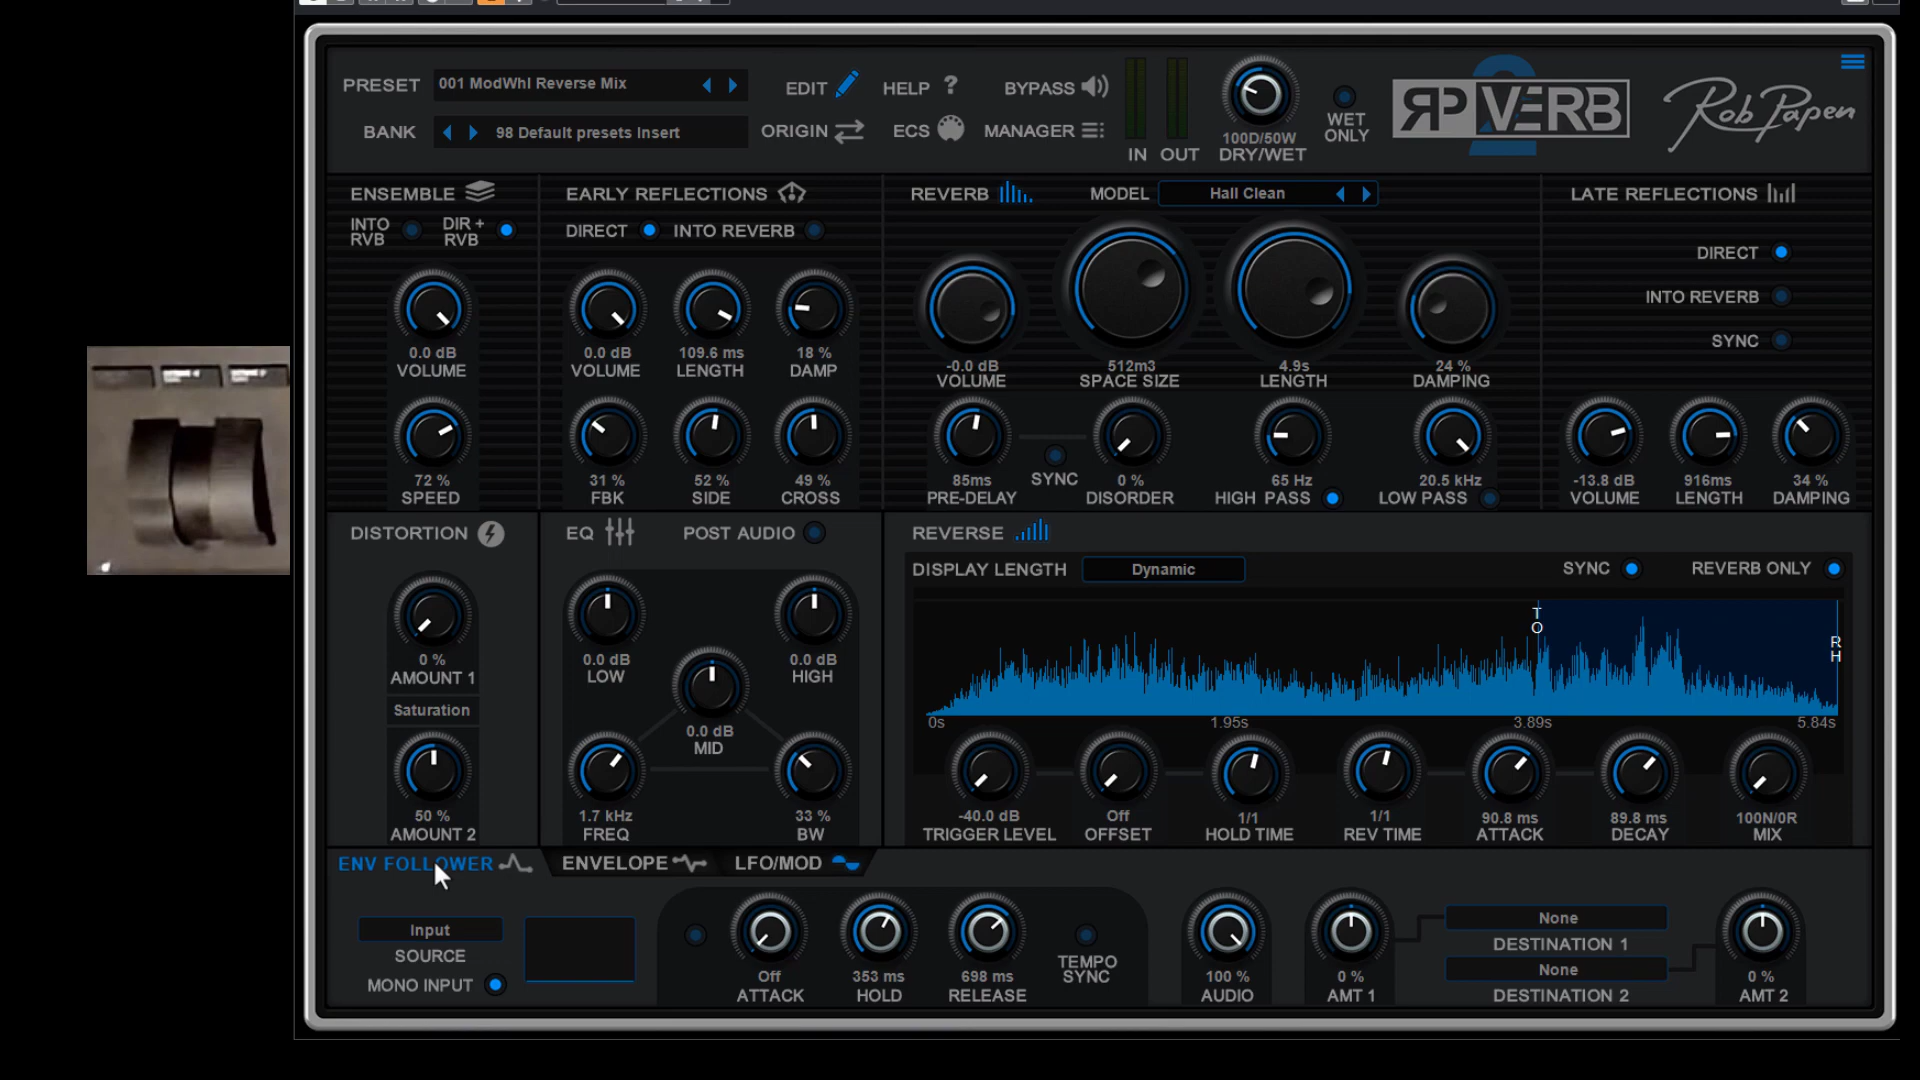 PRESET 001 ModWhl Reverse Mix EDIT HELP ? BYPASS
BANK 98 Default presets Insert ORIGIN ECS MANAGER
IN OUT
100D/50W
DRY/WET
WET ONLY
RP VERB 2
Rob Papen
ENSEMBLE
INTO RVB DIR + RVB
0.0 dB
VOLUME
72 %
SPEED
EARLY REFLECTIONS
DIRECT INTO REVERB
0.0 dB 109.6 ms 18 %
VOLUME LENGTH DAMP
31 % 52 % 49 %
FBK SIDE CROSS
REVERB MODEL Hall Clean
-0.0 dB 512m3 4.9s 24 %
VOLUME SPACE SIZE LENGTH DAMPING
SYNC
85ms 0 % 65 Hz 20.5 kHz
PRE-DELAY DISORDER HIGH PASS LOW PASS
LATE REFLECTIONS
DIRECT
INTO REVERB
SYNC
-13.8 dB 916ms 34 %
VOLUME LENGTH DAMPING
DISTORTION
0 %
AMOUNT 1
Saturation
50 %
AMOUNT 2
EQ POST AUDIO
0.0 dB 0.0 dB
LOW HIGH
0.0 dB
MID
1.7 kHz 33 %
FREQ BW
REVERSE
DISPLAY LENGTH Dynamic SYNC REVERB ONLY
T
O
R
H
0s 1.95s 3.89s 5.84s
-40.0 dB Off 1/1 1/1 90.8 ms 89.8 ms 100N/0R
TRIGGER LEVEL OFFSET HOLD TIME REV TIME ATTACK DECAY MIX
ENV FOLLOWER ENVELOPE LFO/MOD
Input
SOURCE
MONO INPUT
Off 353 ms 698 ms
ATTACK HOLD RELEASE
TEMPO SYNC
100 % 0 %
AUDIO AMT 1
None
DESTINATION 1
None
DESTINATION 2
0 %
AMT 2